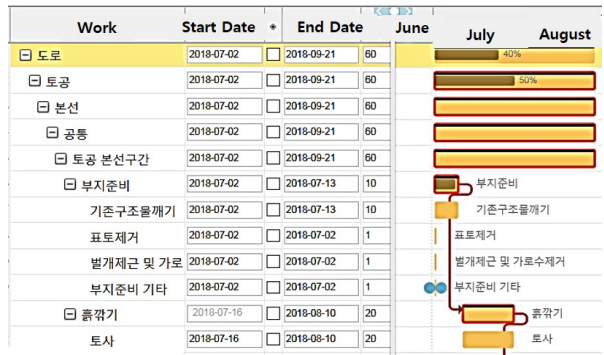 Work Start Date End Date June July August
도로 2018-07-02 2018-09-21 60 40%
토공 2018-07-02 2018-09-21 60 50%
본선 2018-07-02 2018-09-21 60
공통 2018-07-02 2018-09-21 60
토공 본선구간 2018-07-02 2018-09-21 60
부지준비 2018-07-02 2018-07-13 10 부지준비
기존구조물깨기 2018-07-02 2018-07-13 10 기존구조물깨기
표토제거 2018-07-02 2018-07-02 1 표토제거
벌개제근 및 가로 2018-07-02 2018-07-02 1 벌개제근 및 가로수제거
부지준비 기타 2018-07-02 2018-07-02 1 부지준비 기타
흙깎기 2018-07-16 2018-08-10 20 흙깎기
토사 2018-07-16 2018-08-10 20 토사